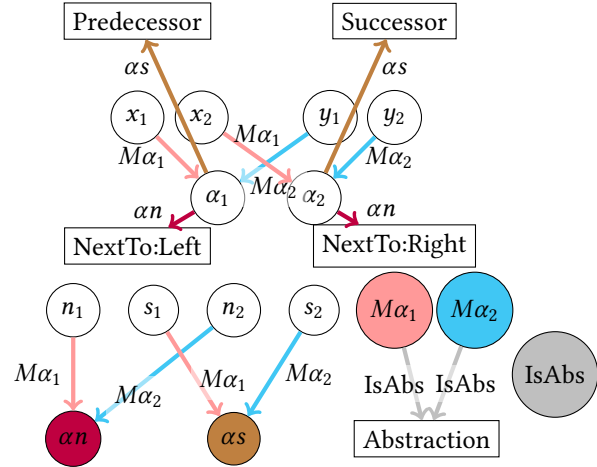 Predecessor Successor
αs αs
x₁ x₂ y₁ y₂
Mα₁ Mα₁ Mα₂ Mα₂
α₁ α₂
αn αn
NextTo:Left NextTo:Right
n₁ s₁ n₂ s₂ Mα₁ Mα₂
Mα₁ Mα₂ Mα₁ Mα₂ IsAbs IsAbs IsAbs
αn αs Abstraction